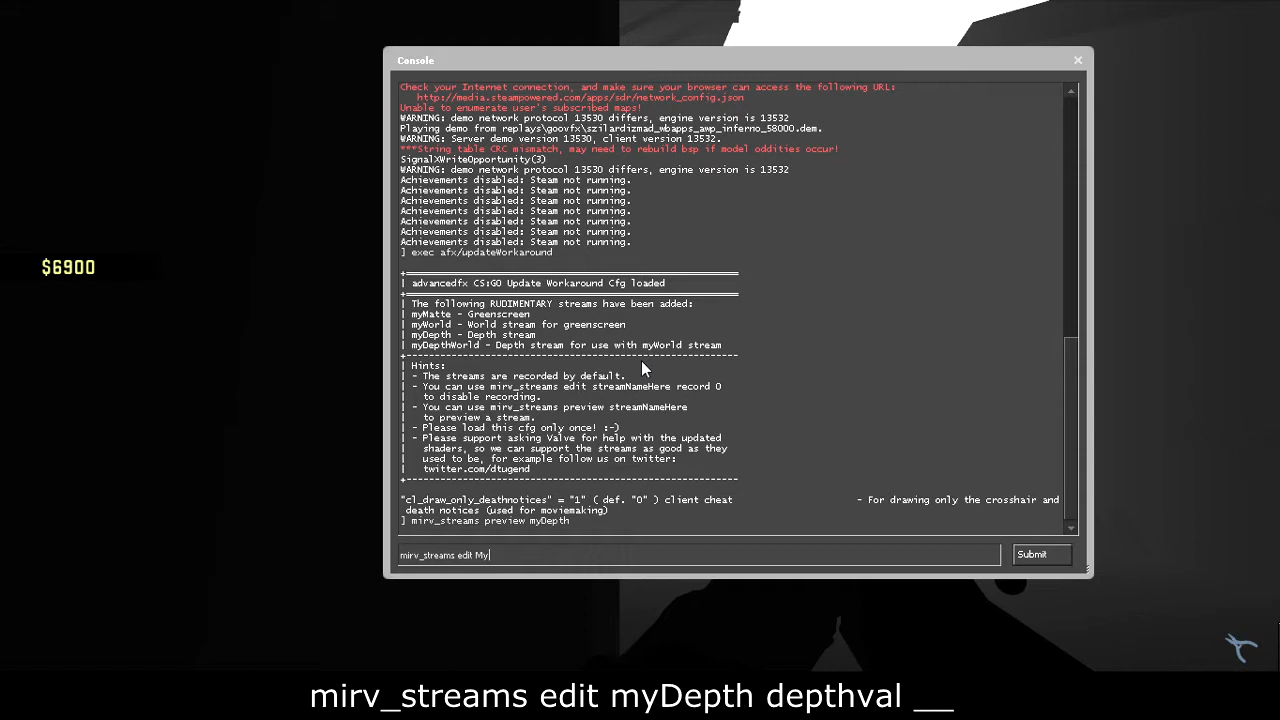 Console
Check your Internet connection, and make sure your browser can access the following URL:
http://media.steampowered.com/apps/sdr/network_config.json
Unable to enumerate user's subscribed maps!
WARNING: demo network protocol 13530 differs, engine version is 13532
Playing demo from replays\goovfx\szilardizmad_wbapps_awp_inferno_58000.dem.
WARNING: Server demo version 13530, client version 13532.
***String table CRC mismatch, may need to rebuild bsp if model oddities occur!
SignalXWriteOpportunity(3)
WARNING: demo network protocol 13530 differs, engine version is 13532
Achievements disabled: Steam not running.
Achievements disabled: Steam not running.
Achievements disabled: Steam not running.
Achievements disabled: Steam not running.
Achievements disabled: Steam not running.
Achievements disabled: Steam not running.
Achievements disabled: Steam not running.
] exec afx/updateWorkaround
$6900
| advancedfx CS:GO Update Workaround Cfg loaded
| The following RUDIMENTARY streams have been added:
| myMatte - Greenscreen
| myWorld - World stream for greenscreen
| myDepth - Depth stream
| myDepthWorld - Depth stream for use with myWorld stream
| Hints:
| - The streams are recorded by default.
| - You can use mirv_streams edit streamNameHere record 0
| to disable recording.
| - You can use mirv_streams preview streamNameHere
| to preview a stream.
| - Please load this cfg only once! :-)
| - Please support asking Valve for help with the updated
| shaders, so we can support the streams as good as they
| used to be, for example follow us on twitter:
| twitter.com/dtugend
"cl_draw_only_deathnotices" = "1" ( def. "0" ) client cheat - For drawing only the crosshair and
death notices (used for moviemaking)
] mirv_streams preview myDepth
mirv_streams edit My
Submit
mirv_streams edit myDepth depthval __